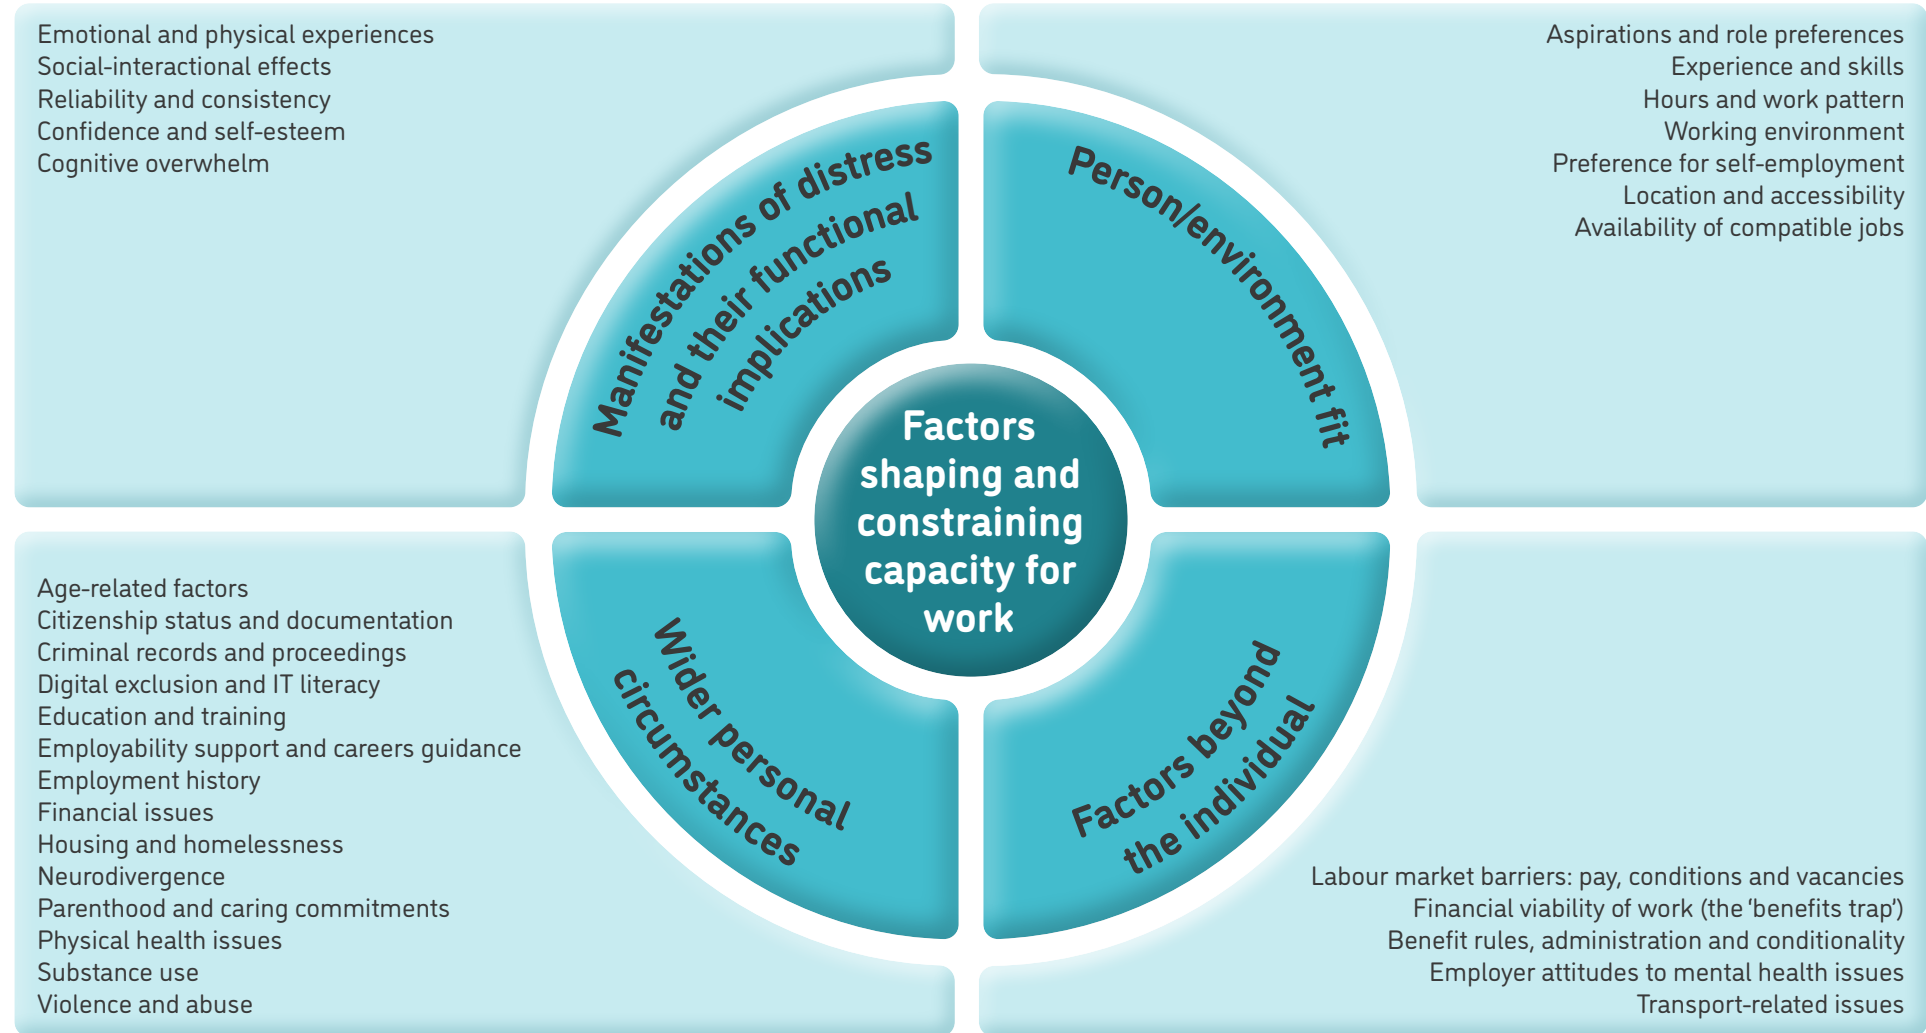 Emotional and physical experiences
Social-interactional effects
Reliability and consistency
Confidence and self-esteem
Cognitive overwhelm
Manifestations of distress
and their functional
implications
Aspirations and role preferences
Experience and skills
Hours and work pattern
Working environment
Preference for self-employment
Location and accessibility
Availability of compatible jobs
Person/environment fit
Factors
shaping and
constraining
capacity for
work
Age-related factors
Citizenship status and documentation
Criminal records and proceedings
Digital exclusion and IT literacy
Education and training
Employability support and careers guidance
Employment history
Financial issues
Housing and homelessness
Neurodivergence
Parenthood and caring commitments
Physical health issues
Substance use
Violence and abuse
Wider personal
circumstances
Factors beyond
the individual
Labour market barriers: pay, conditions and vacancies
Financial viability of work (the ‘benefits trap’)
Benefit rules, administration and conditionality
Employer attitudes to mental health issues
Transport-related issues